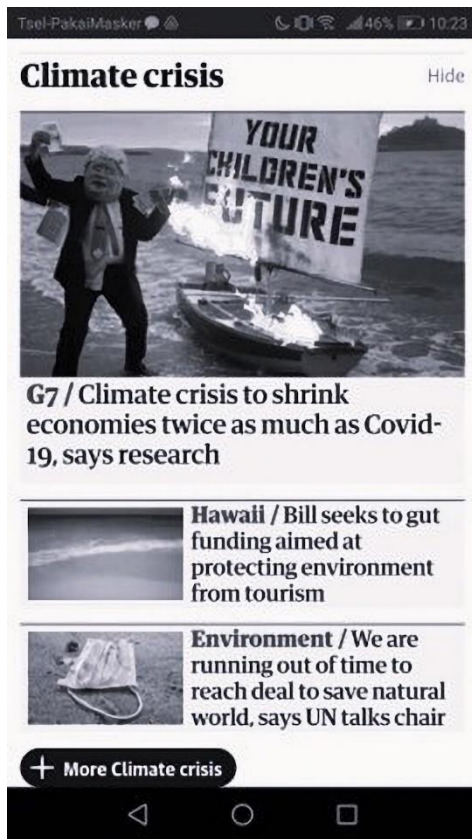 Tsel-PakaiMasker 46% 10:23
Climate crisis
Hide
YOUR
CHILDREN'S
FUTURE
G7 / Climate crisis to shrink
economies twice as much as Covid-
19, says research
Hawaii / Bill seeks to gut
funding aimed at
protecting environment
from tourism
Environment / We are
running out of time to
reach deal to save natural
world, says UN talks chair
+ More Climate crisis